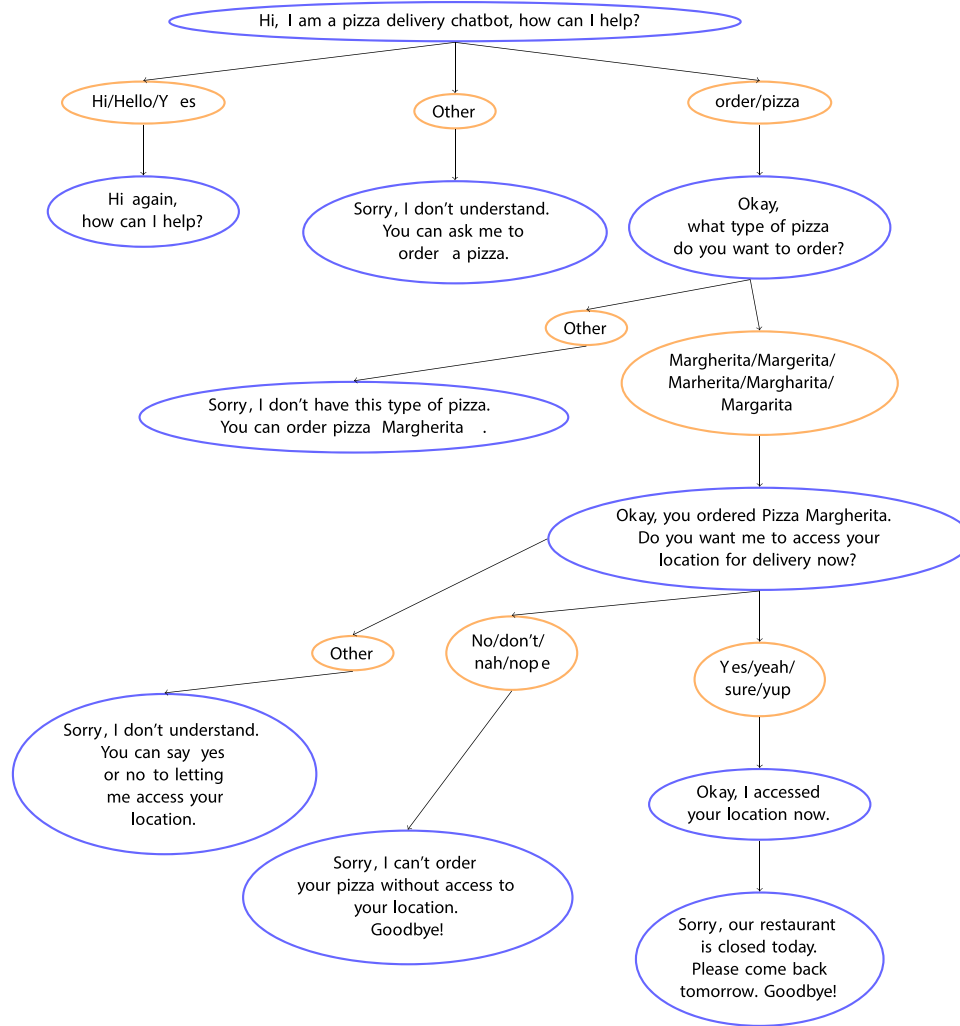 Hi, I am a pizza delivery chatbot, how can I help?
Hi/Hello/Y es
Other
order/pizza
Hi again,
how can I help?
Sorry, I don't understand.
You can ask me to
order a pizza.
Okay,
what type of pizza
do you want to order?
Other
Margherita/Margerita/
Marherita/Margharita/
Margarita
Sorry, I don't have this type of pizza.
You can order pizza Margherita .
Okay, you ordered Pizza Margherita.
Do you want me to access your
location for delivery now?
Other
No/don't/
nah/nope
Yes/yeah/
sure/yup
Sorry, I don't understand.
You can say yes
or no to letting
me access your
location.
Okay, I accessed
your location now.
Sorry, I can't order
your pizza without access to
your location.
Goodbye!
Sorry, our restaurant
is closed today.
Please come back
tomorrow. Goodbye!